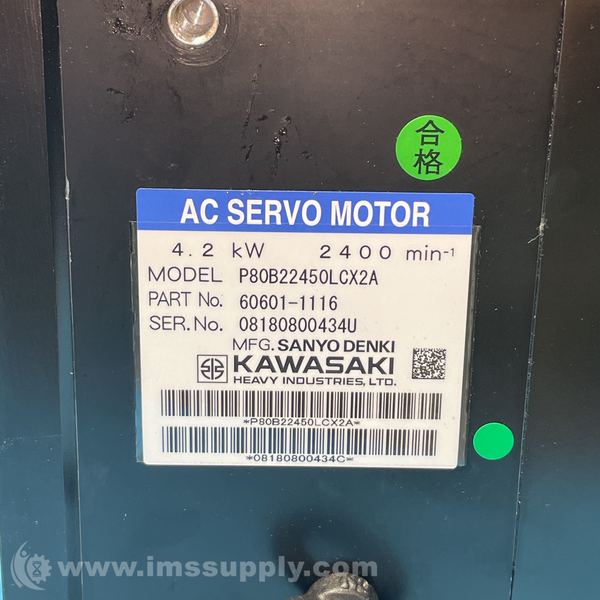 合格
AC SERVO MOTOR
4.2 kW 2400 min-1
MODEL P80B22450LCX2A
PART No. 60601-1116
SER.No. 08180800434U
MFG. SANYO DENKI
KAWASAKI
HEAVY INDUSTRIES, LTD.
*P80B22450LCX2A*
*08180800434C*
www.imssupply.com